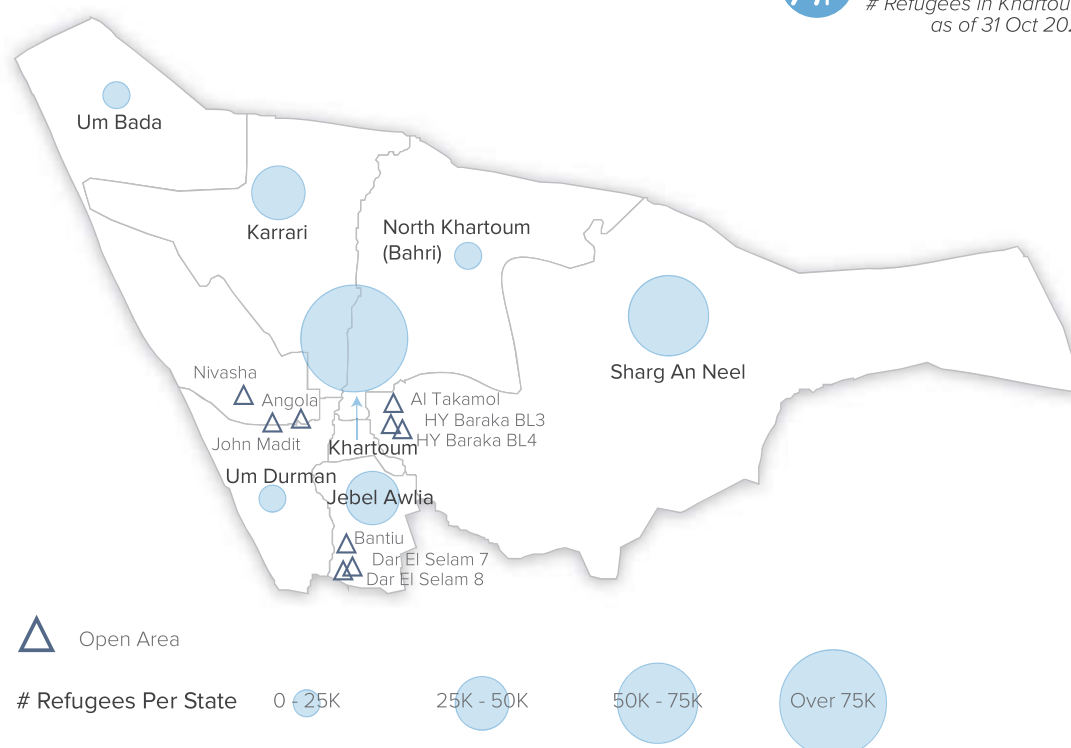 # Refugees in
as of 31 Oct
Um Bada
Karrari
North Khartoum
(Bahri)
Sharg An Neel
Nivasha
Angola
Al Takamol
HY Baraka BL3
John Madit
HY Baraka BL4
Khartoum
Um Durman
Jebel Awlia
Bantiu
Dar El Selam 7
Dar El Selam 8
Open Area
# Refugees Per State
0 - 25K
25K - 50K
50K - 75K
Over 75K